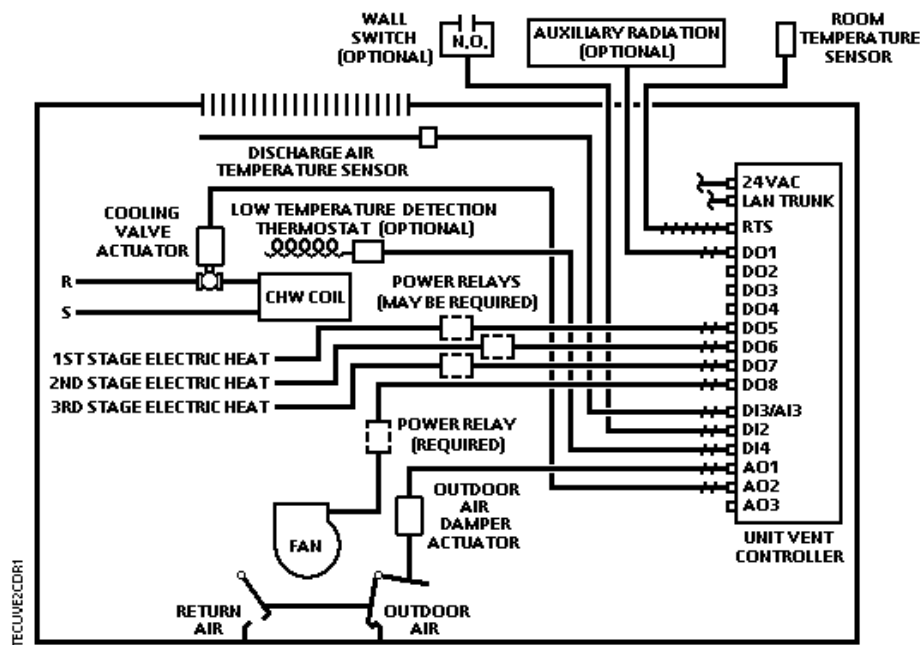 WALL
SWITCH
(OPTIONAL)
N.O.
AUXILIARY RADIATION
(OPTIONAL)
ROOM
TEMPERATURE
SENSOR
DISCHARGE AIR
TEMPERATURE SENSOR
COOLING
VALVE
ACTUATOR
LOW TEMPERATURE DETECTION
THERMOSTAT (OPTIONAL)
R
S
CHW COIL
POWER RELAYS
(MAY BE REQUIRED)
1ST STAGE ELECTRIC HEAT
2ND STAGE ELECTRIC HEAT
3RD STAGE ELECTRIC HEAT
POWER RELAY
(REQUIRED)
24 VAC
LAN TRUNK
RTS
DO1
DO2
DO3
DO4
DO5
DO6
DO7
DO8
DI3/AI3
DI2
DI4
AO1
AO2
AO3
UNIT VENT
CONTROLLER
OUTDOOR
AIR
DAMPER
ACTUATOR
FAN
RETURN
AIR
OUTDOOR
AIR
TECUVE2CDR1